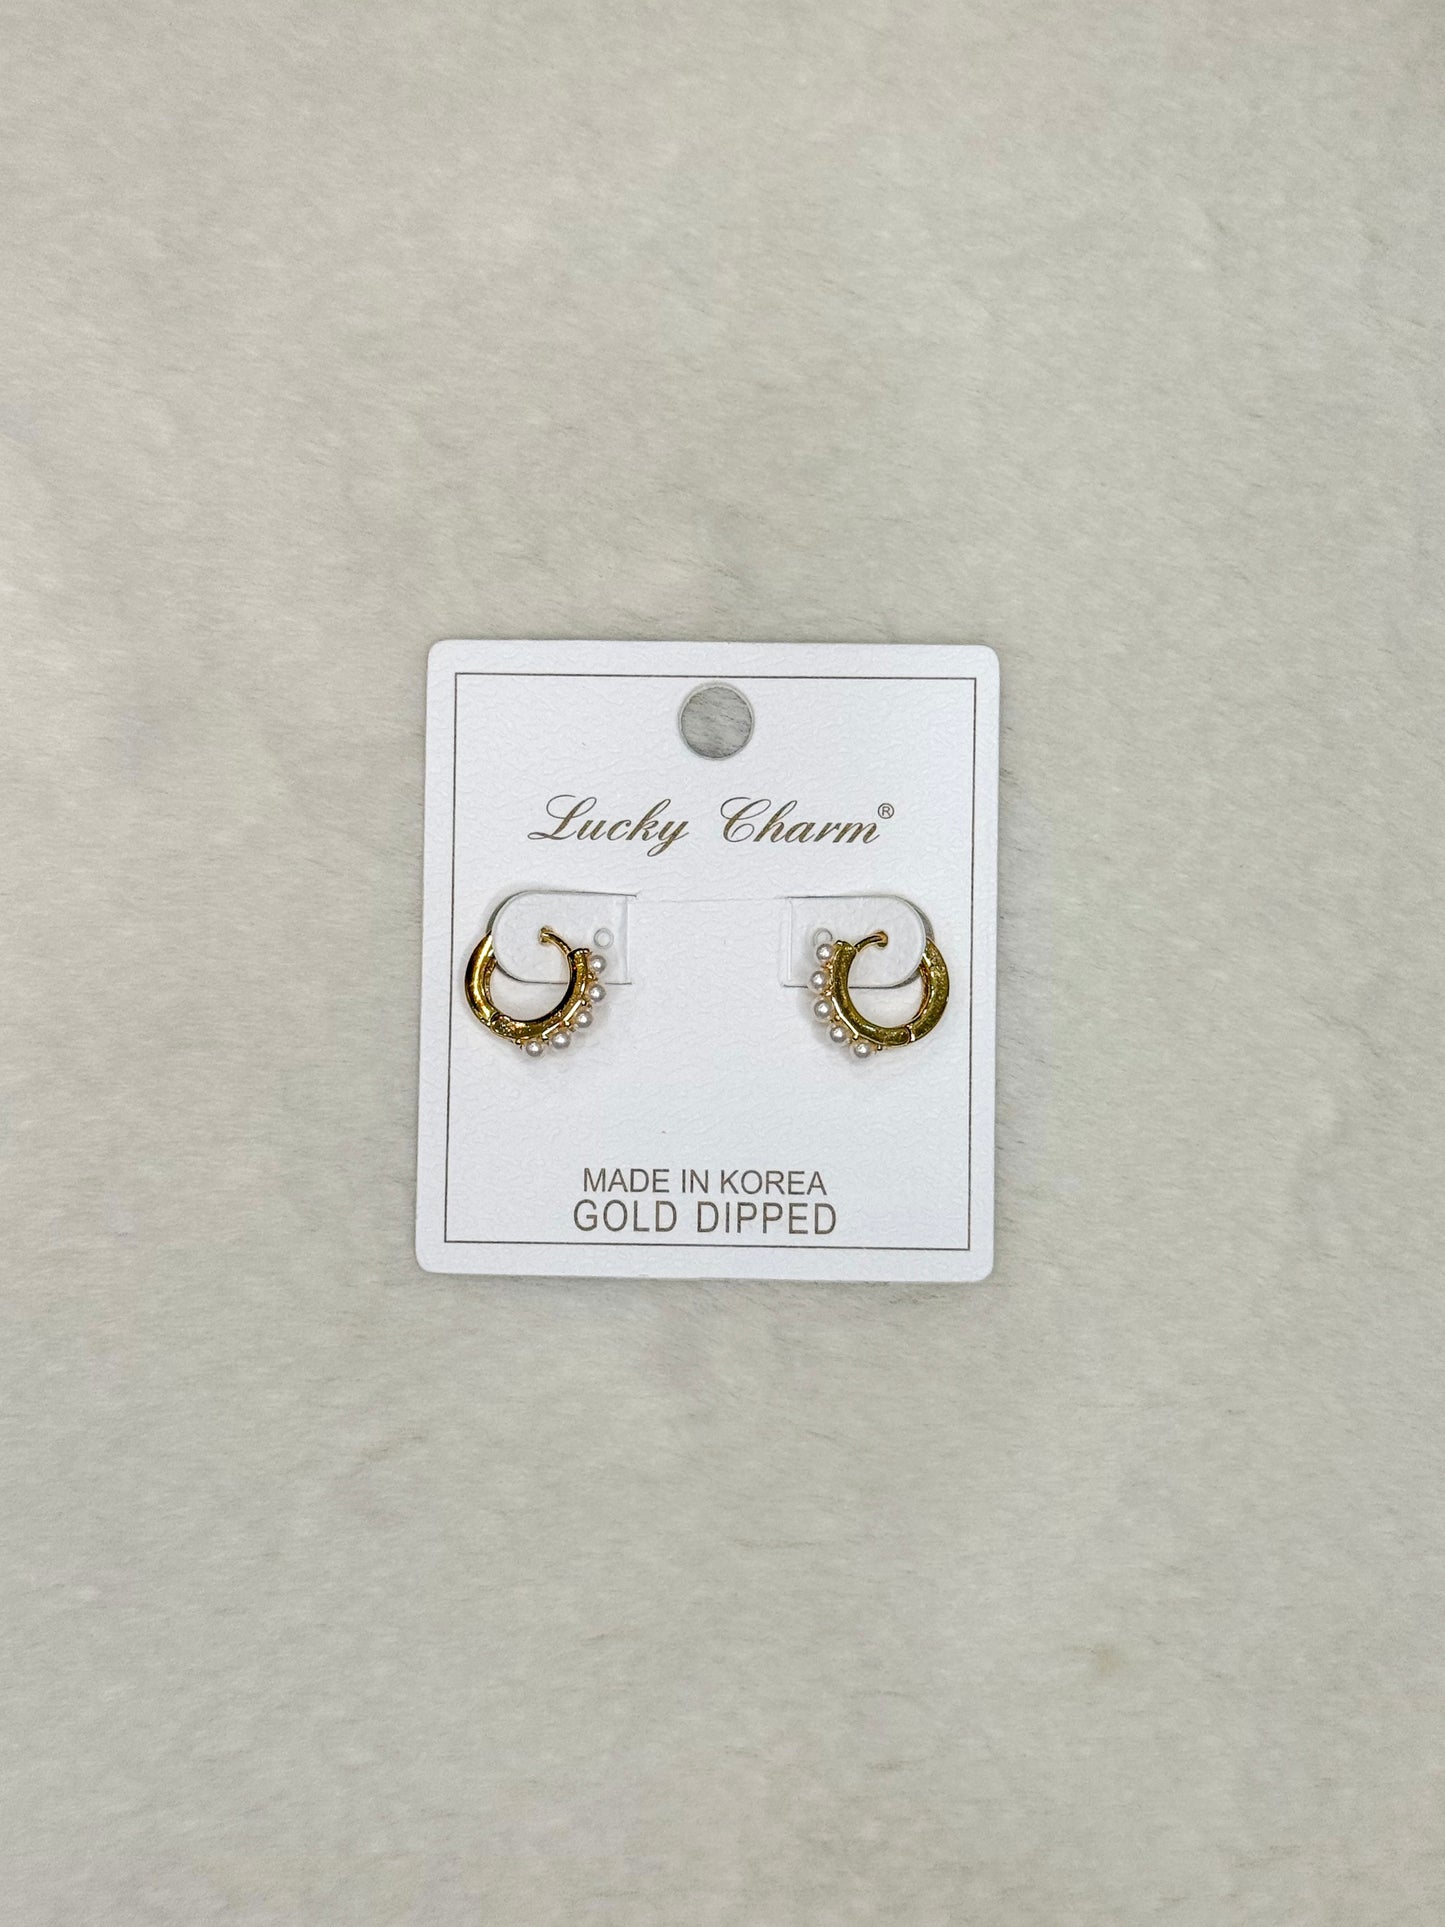 Lucky Charm®
MADE IN KOREA
GOLD DIPPED